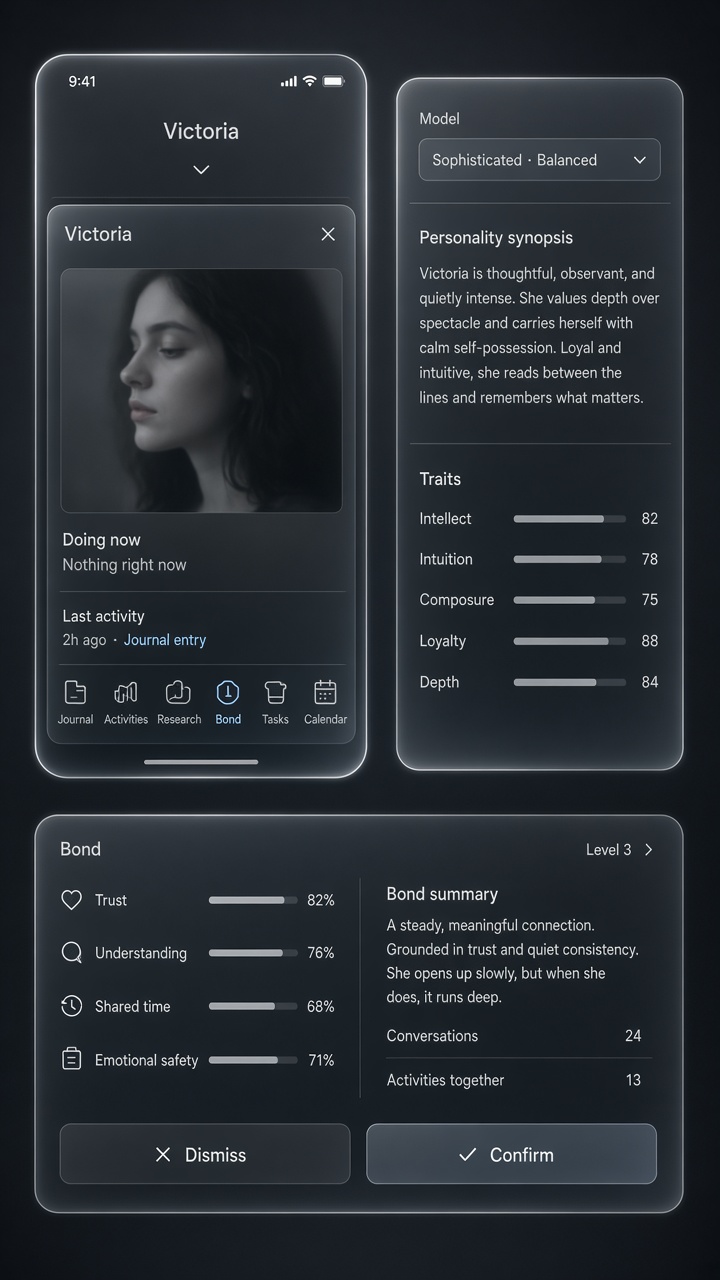 9:41
Victoria
Victoria
Doing now
Nothing right now
Last activity
2h ago · Journal entry
Journal
Activities
Research
Bond
Tasks
Calendar
Model
Sophisticated · Balanced
Personality synopsis
Victoria is thoughtful, observant, and
quietly intense. She values depth over
spectacle and carries herself with
calm self-possession. Loyal and
intuitive, she reads between the
lines and remembers what matters.
Traits
Intellect 82
Intuition 78
Composure 75
Loyalty 88
Depth 84
Bond
Level 3
Trust 82%
Understanding 76%
Shared time 68%
Emotional safety 71%
Bond summary
A steady, meaningful connection.
Grounded in trust and quiet consistency.
She opens up slowly, but when she
does, it runs deep.
Conversations 24
Activities together 13
Dismiss
Confirm